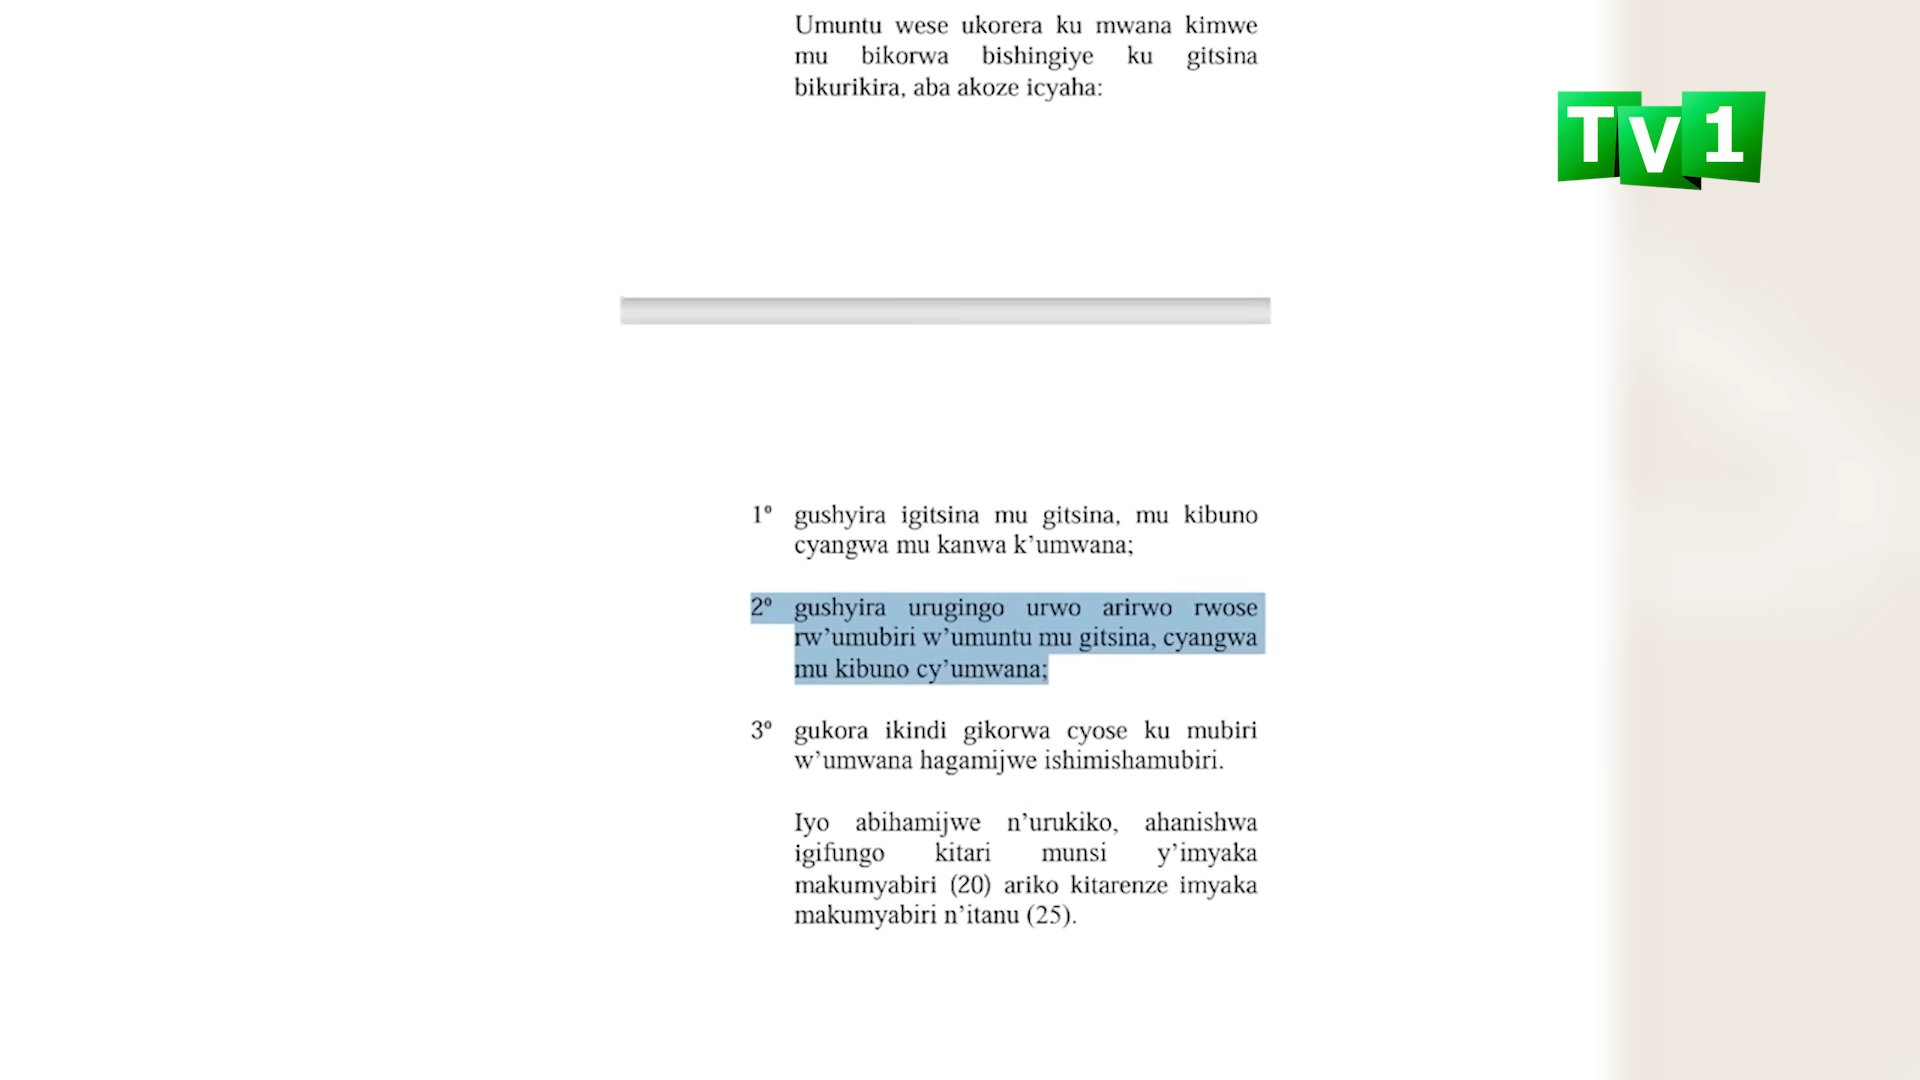 Umuntu wese ukorera ku mwana kimwe
mu bikorwa bishingiye ku gitsina
bikurikira, aba akoze icyaha:
TV1
1º gushyira igitsina mu gitsina, mu kibuno
cyangwa mu kanwa k’umwana;
2º gushyira urugingo urwo arirwo rwose
rw’umubiri w’umuntu mu gitsina, cyangwa
mu kibuno cy’umwana;
3º gukora ikindi gikorwa cyose ku mubiri
w’umwana hagamijwe ishimishamubiri.
Iyo abihamijwe n’urukiko, ahanishwa
igifungo kitari munsi y’imyaka
makumyabiri (20) ariko kitarenze imyaka
makumyabiri n’itanu (25).